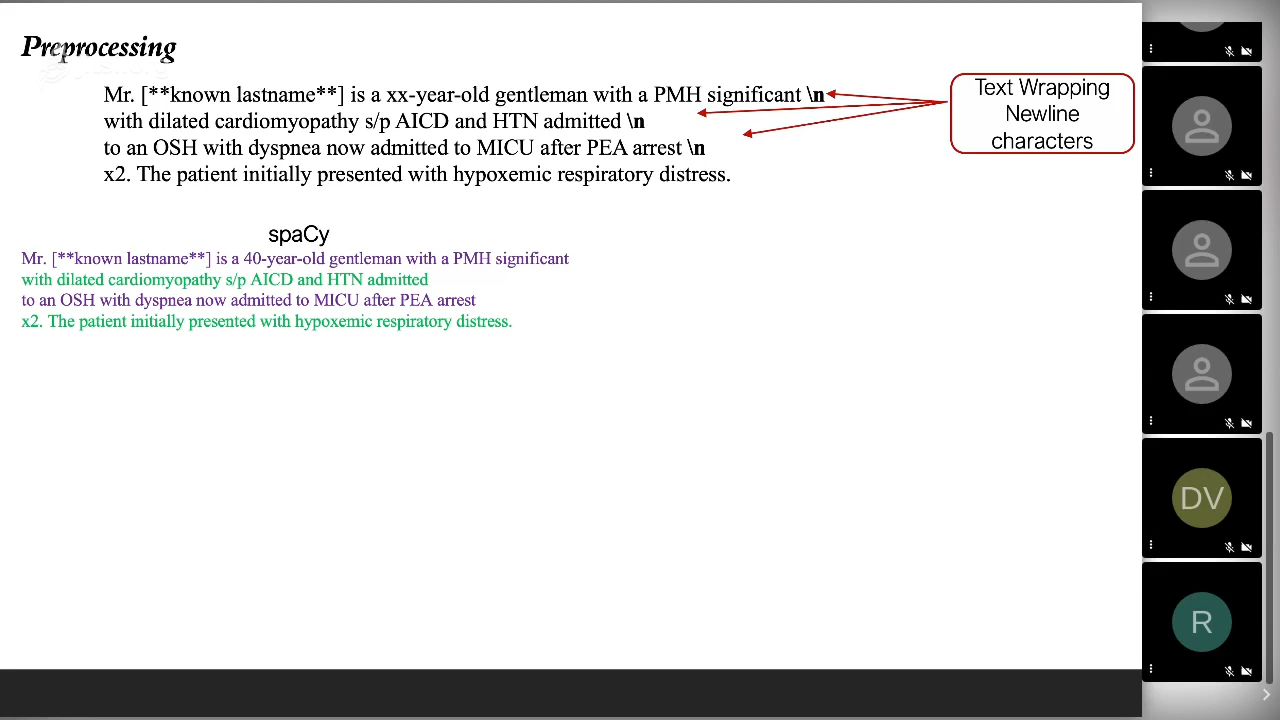 Preprocessing
Mr. [**known lastname**] is a xx-year-old gentleman with a PMH significant \n
with dilated cardiomyopathy s/p AICD and HTN admitted \n
to an OSH with dyspnea now admitted to MICU after PEA arrest \n
x2. The patient initially presented with hypoxemic respiratory distress.
Text Wrapping
Newline
characters
spaCy
Mr. [**known lastname**] is a 40-year-old gentleman with a PMH significant
with dilated cardiomyopathy s/p AICD and HTN admitted
to an OSH with dyspnea now admitted to MICU after PEA arrest
x2. The patient initially presented with hypoxemic respiratory distress.
DV
R